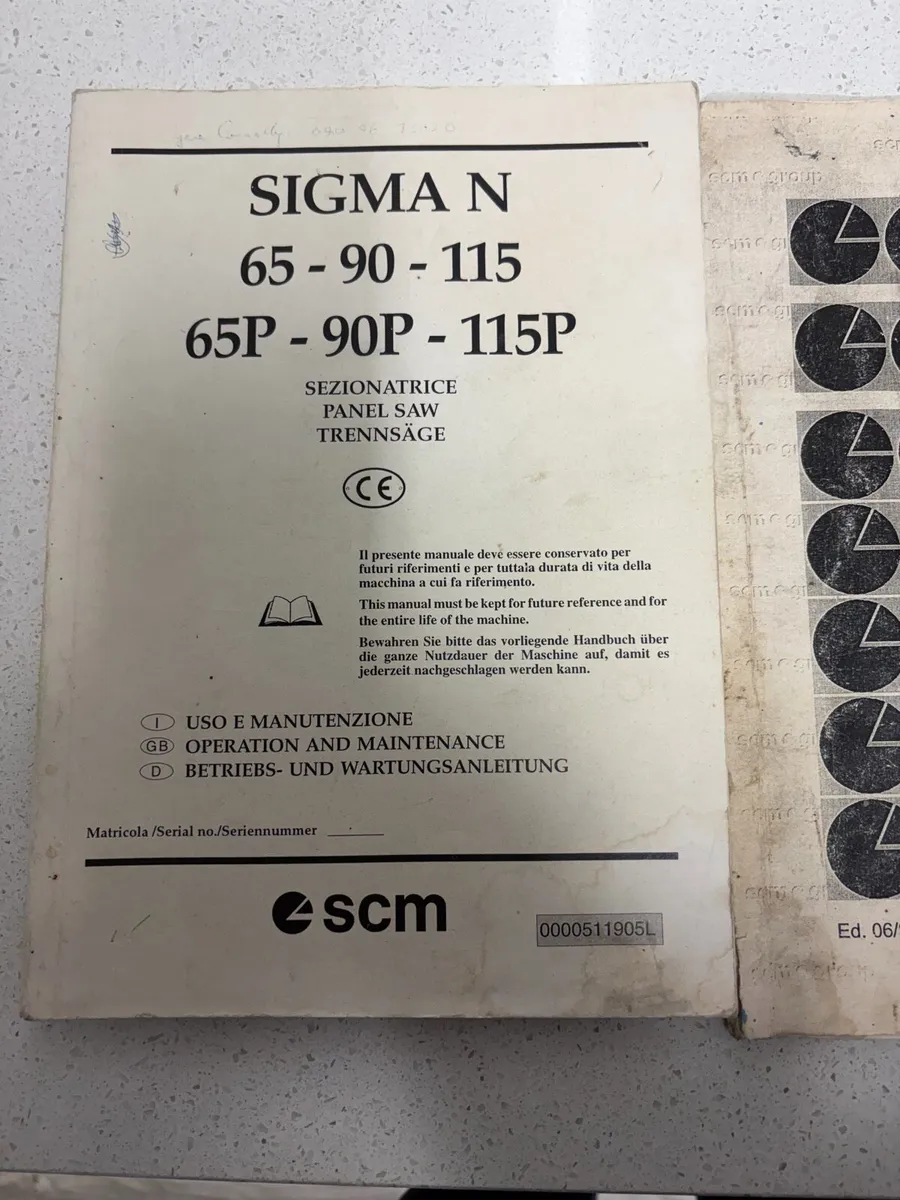 SIGMA N
65 - 90 - 115
65P - 90P - 115P
SEZIONATRICE
PANEL SAW
TRENNSÄGE
CE
Il presente manuale deve essere conservato per
futuri riferimenti e per tuttala durata di vita della
macchina a cui fa riferimento.
This manual must be kept for future reference and for
the entire life of the machine.
Bewahren Sie bitte das vorliegende Handbuch über
die ganze Nutzdauer der Maschine auf, damit es
jederzeit nachgeschlagen werden kann.
I USO E MANUTENZIONE
GB OPERATION AND MAINTENANCE
D BETRIEBS- UND WARTUNGSANLEITUNG
Matricola /Serial no./Seriennummer
scm
0000511905L
scm group
Ed. 06/